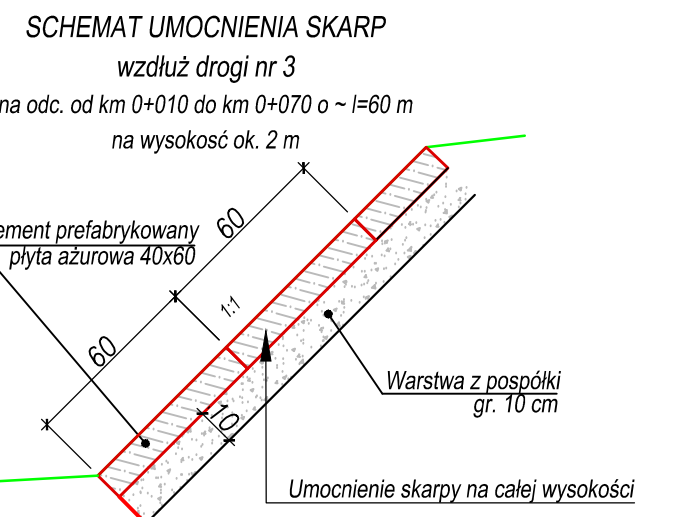 SCHEMAT UMOCNIENIA SKARP
wzdłuż drogi nr 3
na odc. od km 0+010 do km 0+070 o ~ l=60 m
na wysokosć ok. 2 m
ement prefabrykowany
płyta ażurowa 40x60
60
1:1
60
10
Warstwa z pospółki
gr. 10 cm
Umocnienie skarpy na całej wysokości